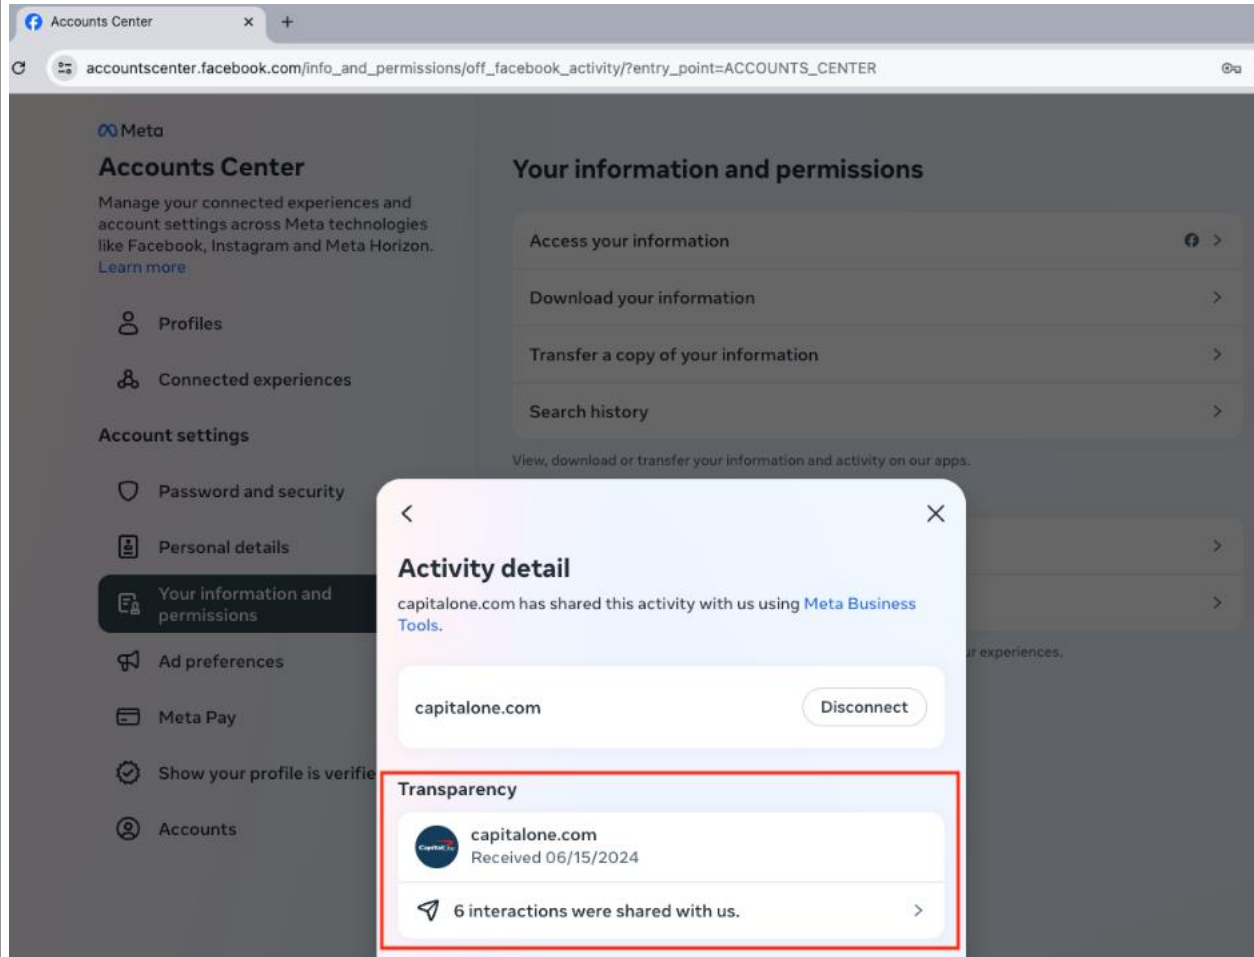 Accounts Center
accountscenter.facebook.com/info_and_permissions/off_facebook_activity/?entry_point=ACCOUNTS_CENTER
Meta
Accounts Center
Manage your connected experiences and
account settings across Meta technologies
like Facebook, Instagram and Meta Horizon.
Learn more
Profiles
Connected experiences
Account settings
Password and security
Personal details
Your information and
permissions
Ad preferences
Meta Pay
Show your profile is verifie
Accounts
Your information and permissions
Access your information
Download your information
Transfer a copy of your information
Search history
View, download or transfer your information and activity on our apps.
ur experiences.
Activity detail
capitalone.com has shared this activity with us using Meta Business
Tools.
capitalone.com
Disconnect
Transparency
Capital One
capitalone.com
Received 06/15/2024
6 interactions were shared with us.